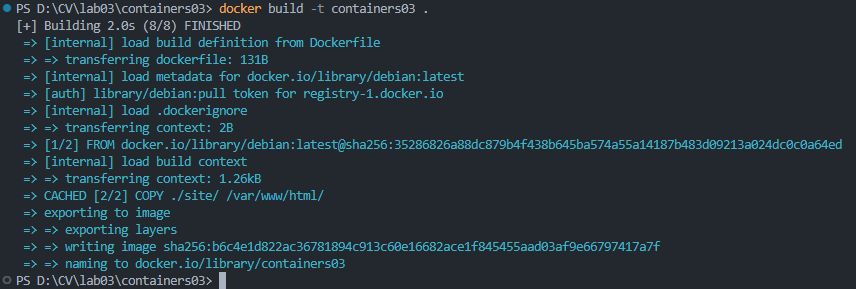 PS D:\CV\lab03\containers03> docker build -t containers03 .
[+] Building 2.0s (8/8) FINISHED
=> [internal] load build definition from Dockerfile
=> => transferring dockerfile: 131B
=> [internal] load metadata for docker.io/library/debian:latest
=> [auth] library/debian:pull token for registry-1.docker.io
=> [internal] load .dockerignore
=> => transferring context: 2B
=> [1/2] FROM docker.io/library/debian:latest@sha256:35286826a88dc879b4f438b645ba574a55a14187b483d09213a024dc0c0a64ed
=> [internal] load build context
=> => transferring context: 1.26kB
=> CACHED [2/2] COPY ./site/ /var/www/html/
=> exporting to image
=> => exporting layers
=> => writing image sha256:b6c4e1d822ac36781894c913c60e16682ace1f845455aad03af9e66797417a7f
=> => naming to docker.io/library/containers03
PS D:\CV\lab03\containers03>